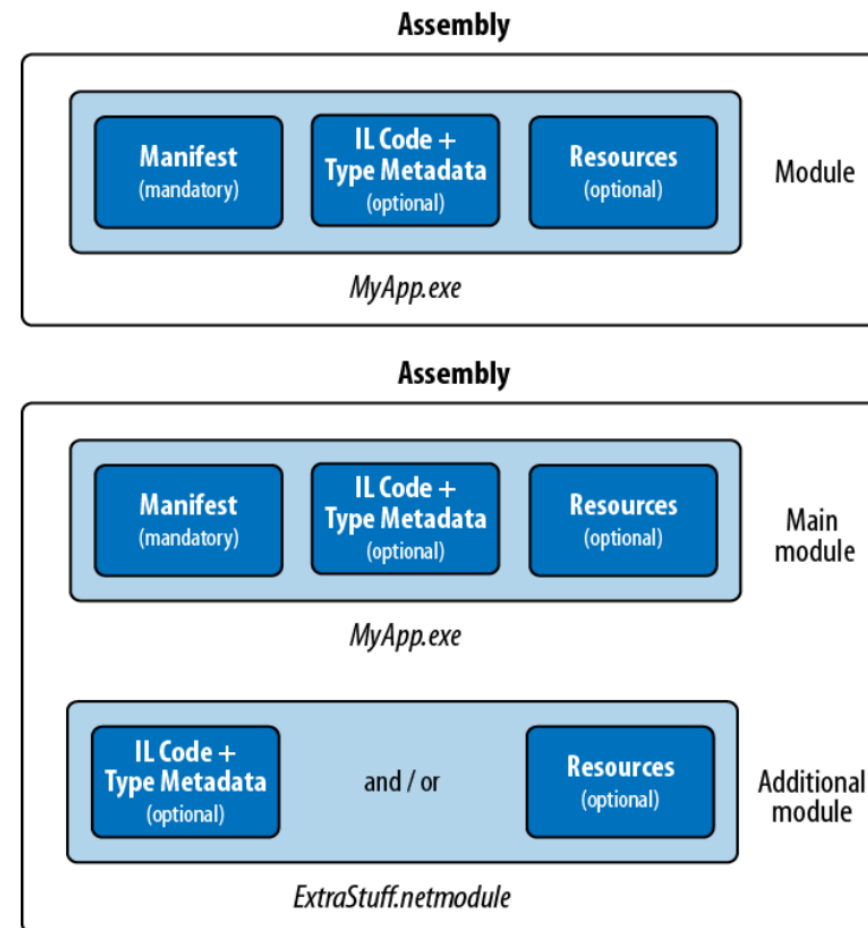 Assembly
Manifest
(mandatory)
IL Code +
Type Metadata
(optional)
Resources
(optional)
Module
MyApp.exe
Assembly
Manifest
(mandatory)
IL Code +
Type Metadata
(optional)
Resources
(optional)
Main
module
MyApp.exe
IL Code +
Type Metadata
(optional)
and / or
Resources
(optional)
Additional
module
ExtraStuff.netmodule